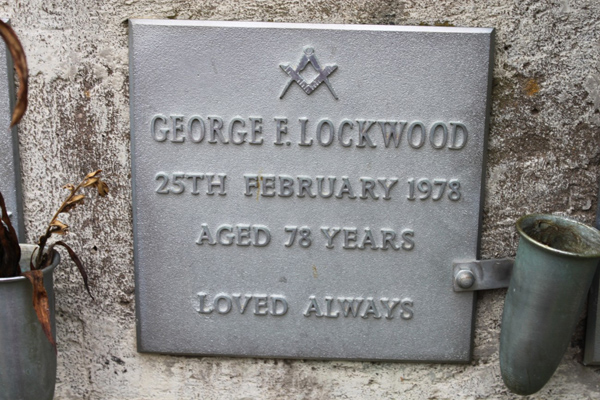 GEORGE F. LOCKWOOD
25TH FEBRUARY 1978
AGED 78 YEARS
LOVED ALWAYS